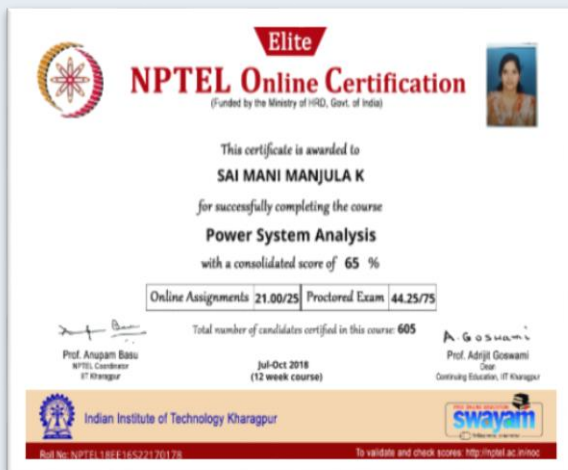 Elite
NPTEL Online Certification
(Funded by the Ministry of HRD, Govt. of India)
This certificate is awarded to
SAI MANI MANJULA K
for successfully completing the course
Power System Analysis
with a consolidated score of 65 %
Online Assignments 21.00/25 Proctored Exam 44.25/75
Total number of candidates certified in this course: 605
A. Goswami
Prof. Anupam Basu
NPTEL Coordinator
IIT Kharagpur
Jul-Oct 2018
(12 week course)
Prof. Adrijit Goswami
Dean
Continuing Education, IIT Kharagpur
Indian Institute of Technology Kharagpur
FREE ONLINE EDUCATION
swayam
Roll No: NPTEL18EE16S22170178
To validate and check scores: http://nptel.ac.in/noc